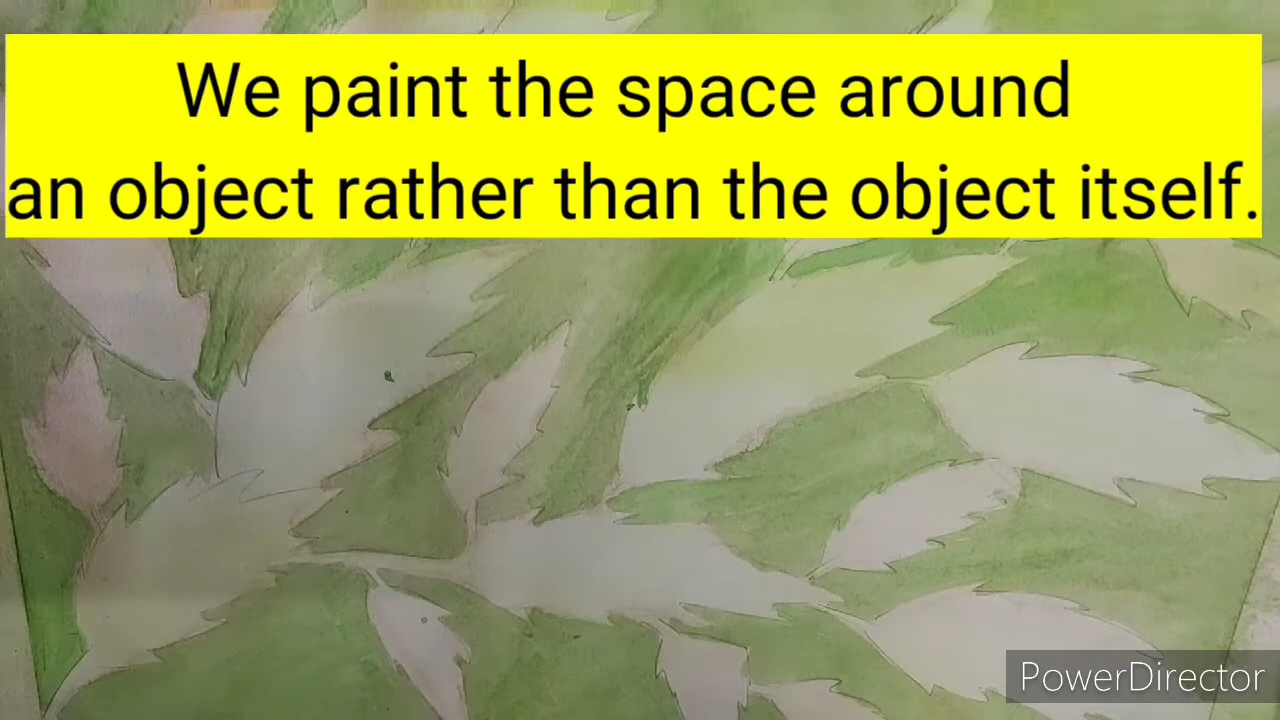 We paint the space around
an object rather than the object itself.
PowerDirector